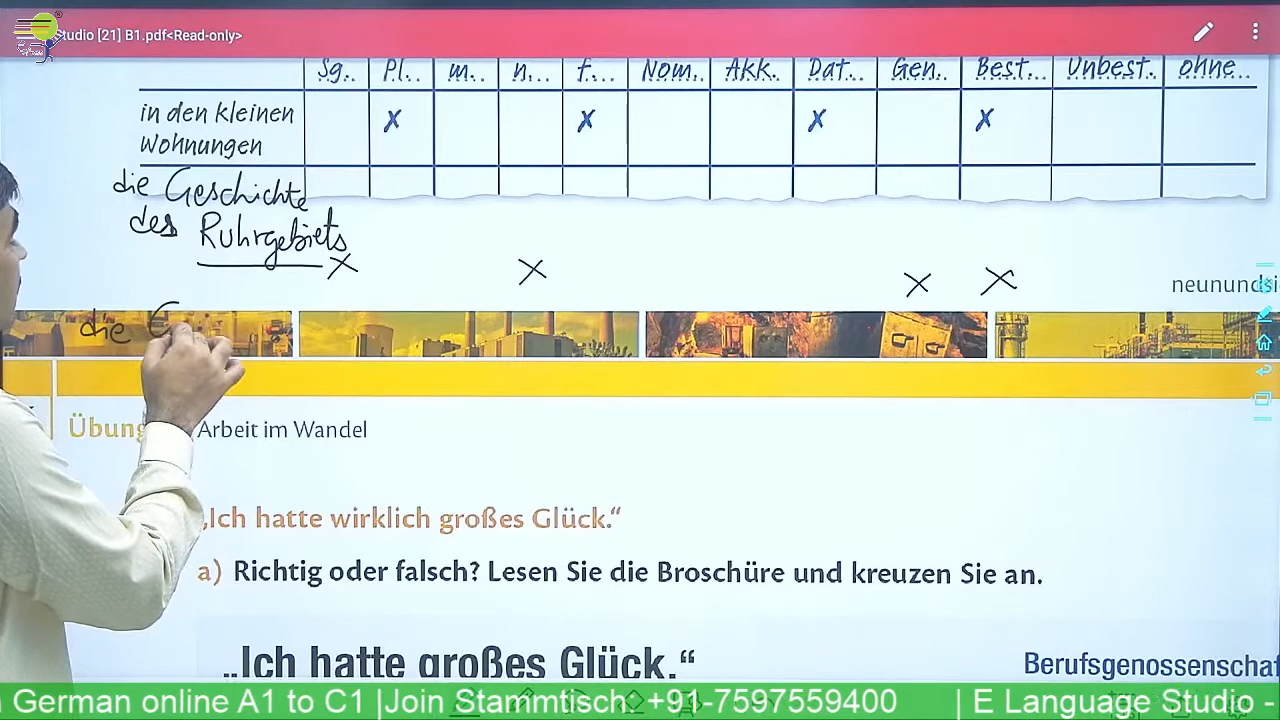 Studio [21] B1.pdf<Read-only>
Sg.. Pl... m... n... f... Nom.. Akk.. Dat... Gen.. Best... Unbest.. ohne...
in den kleinen x x x x
Wohnungen
die Geschichte
des Ruhrgebiets
x x x x
die G
Übung Arbeit im Wandel
„Ich hatte wirklich großes Glück.“
a) Richtig oder falsch? Lesen Sie die Broschüre und kreuzen Sie an.
„Ich hatte großes Glück.“
German online A1 to C1 |Join Stammtisch: +91-7597559400 | E Language Studio -